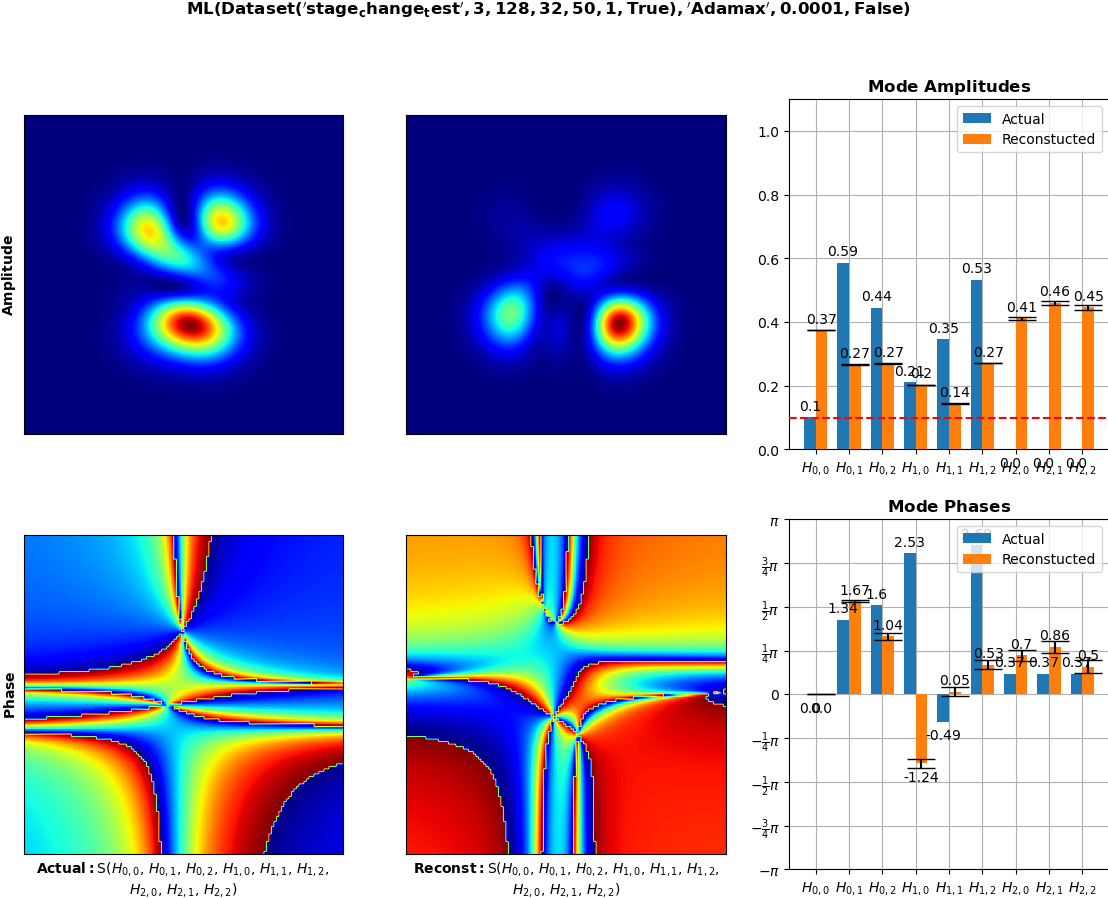 ML(Dataset('stage_change_test', 3, 128, 32, 50, 1, True), 'Adamax', 0.0001, False)
Amplitude
Mode Amplitudes
Actual
Reconstucted
1.0
0.8
0.6
0.4
0.2
0.0
0.1
0.37
0.59
0.27
0.44
0.27
0.21
0.2
0.35
0.14
0.53
0.27
0.0
0.41
0.0
0.46
0.0
0.45
H0,0 H0,1 H0,2 H1,0 H1,1 H1,2 H2,0 H2,1 H2,2
Phase
Mode Phases
Actual
Reconstucted
π
3/4π
1/2π
1/4π
0
−1/4π
−1/2π
−3/4π
−π
0.0
0.0
1.34
1.67
1.6
1.04
2.53
-1.24
-0.49
0.05
0.53
0.37
0.7
0.37
0.86
0.37
0.5
H0,0 H0,1 H0,2 H1,0 H1,1 H1,2 H2,0 H2,1 H2,2
Actual: S(H0,0, H0,1, H0,2, H1,0, H1,1, H1,2,
H2,0, H2,1, H2,2)
Reconst: S(H0,0, H0,1, H0,2, H1,0, H1,1, H1,2,
H2,0, H2,1, H2,2)